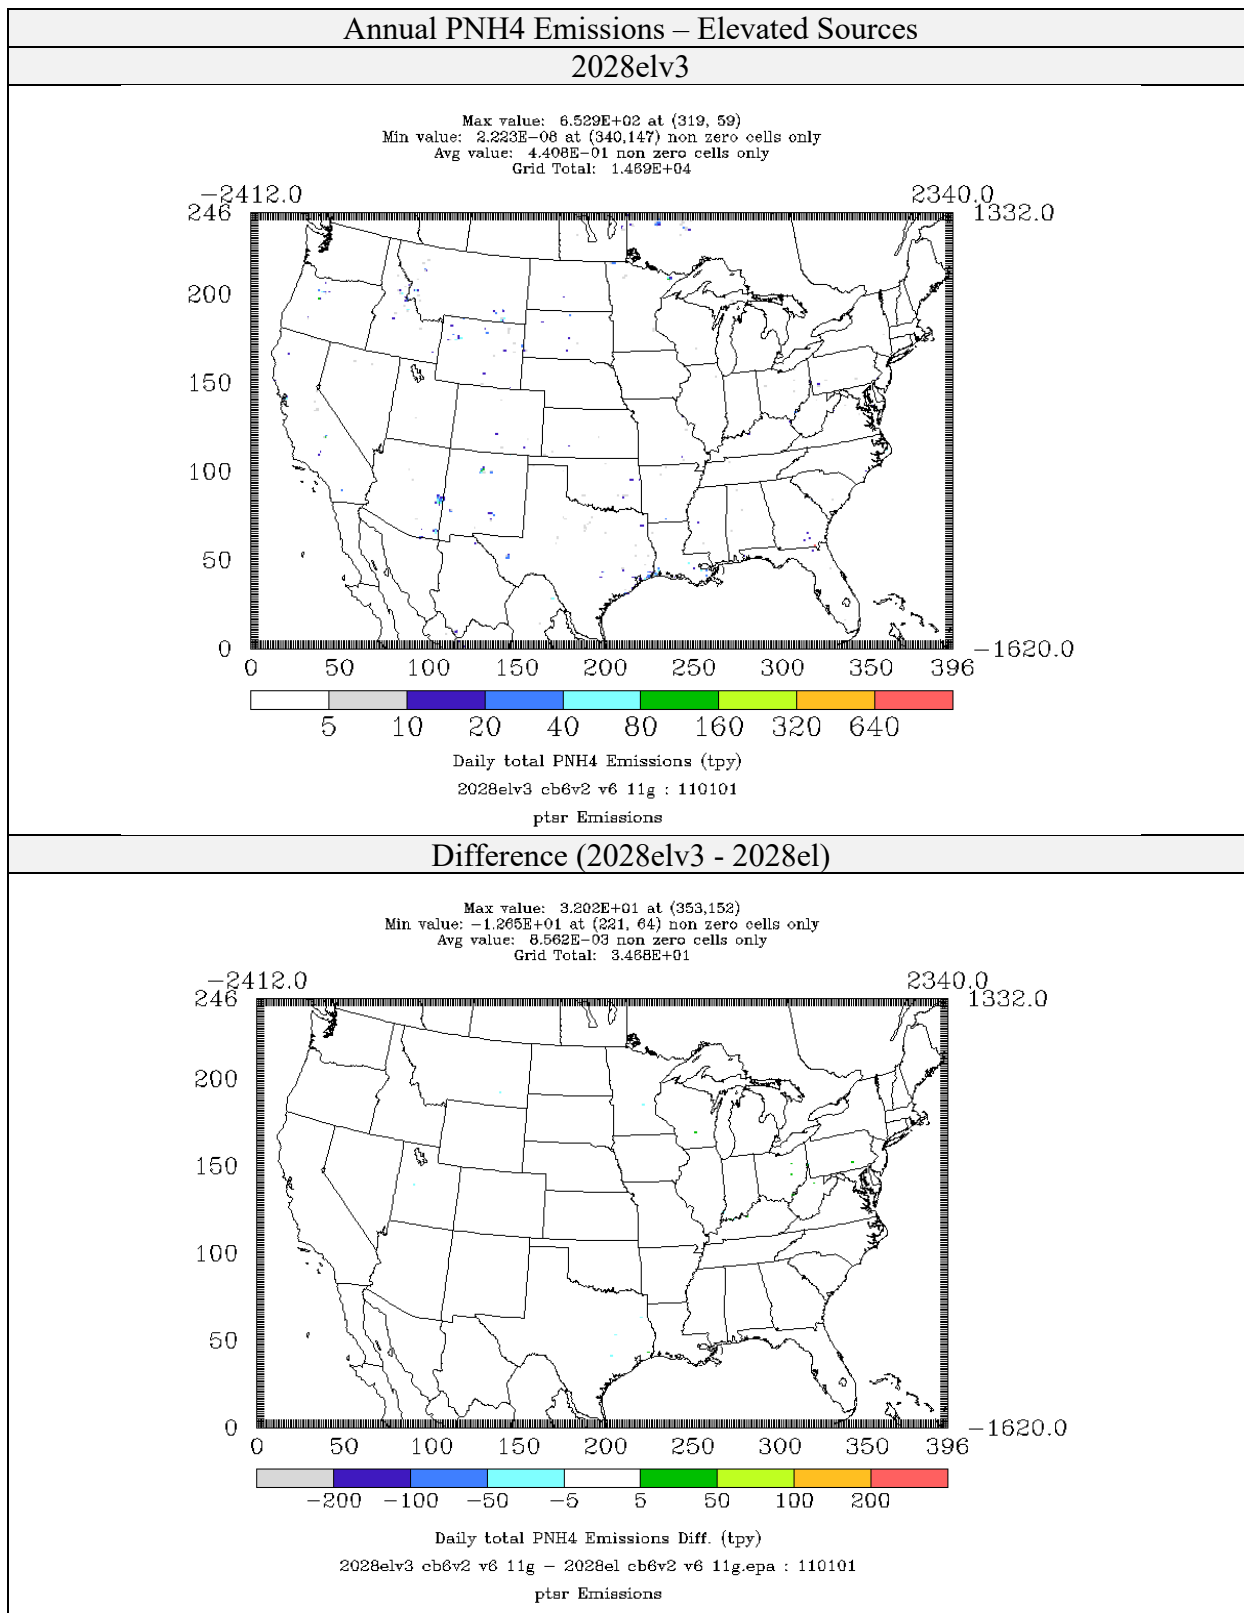 Annual PNH4 Emissions – Elevated Sources
2028elv3
Max value: 6.529E+02 at (319, 59)
Min value: 2.223E−08 at (340,147) non zero cells only
Avg value: 4.408E−01 non zero cells only
Grid Total: 1.469E+04
−2412.0 2340.0
246 1332.0
200
150
100
50
0 −1620.0
0 50 100 150 200 250 300 350 396
5 10 20 40 80 160 320 640
Daily total PNH4 Emissions (tpy)
2028elv3 cb6v2 v6 11g : 110101
ptsr Emissions
Difference (2028elv3 - 2028el)
Max value: 3.202E+01 at (353,152)
Min value: −1.265E+01 at (221, 64) non zero cells only
Avg value: 8.562E−03 non zero cells only
Grid Total: 3.468E+01
−2412.0 2340.0
246 1332.0
200
150
100
50
0 −1620.0
0 50 100 150 200 250 300 350 396
−200 −100 −50 −5 5 50 100 200
Daily total PNH4 Emissions Diff. (tpy)
2028elv3 cb6v2 v6 11g − 2028el cb6v2 v6 11g.epa : 110101
ptsr Emissions